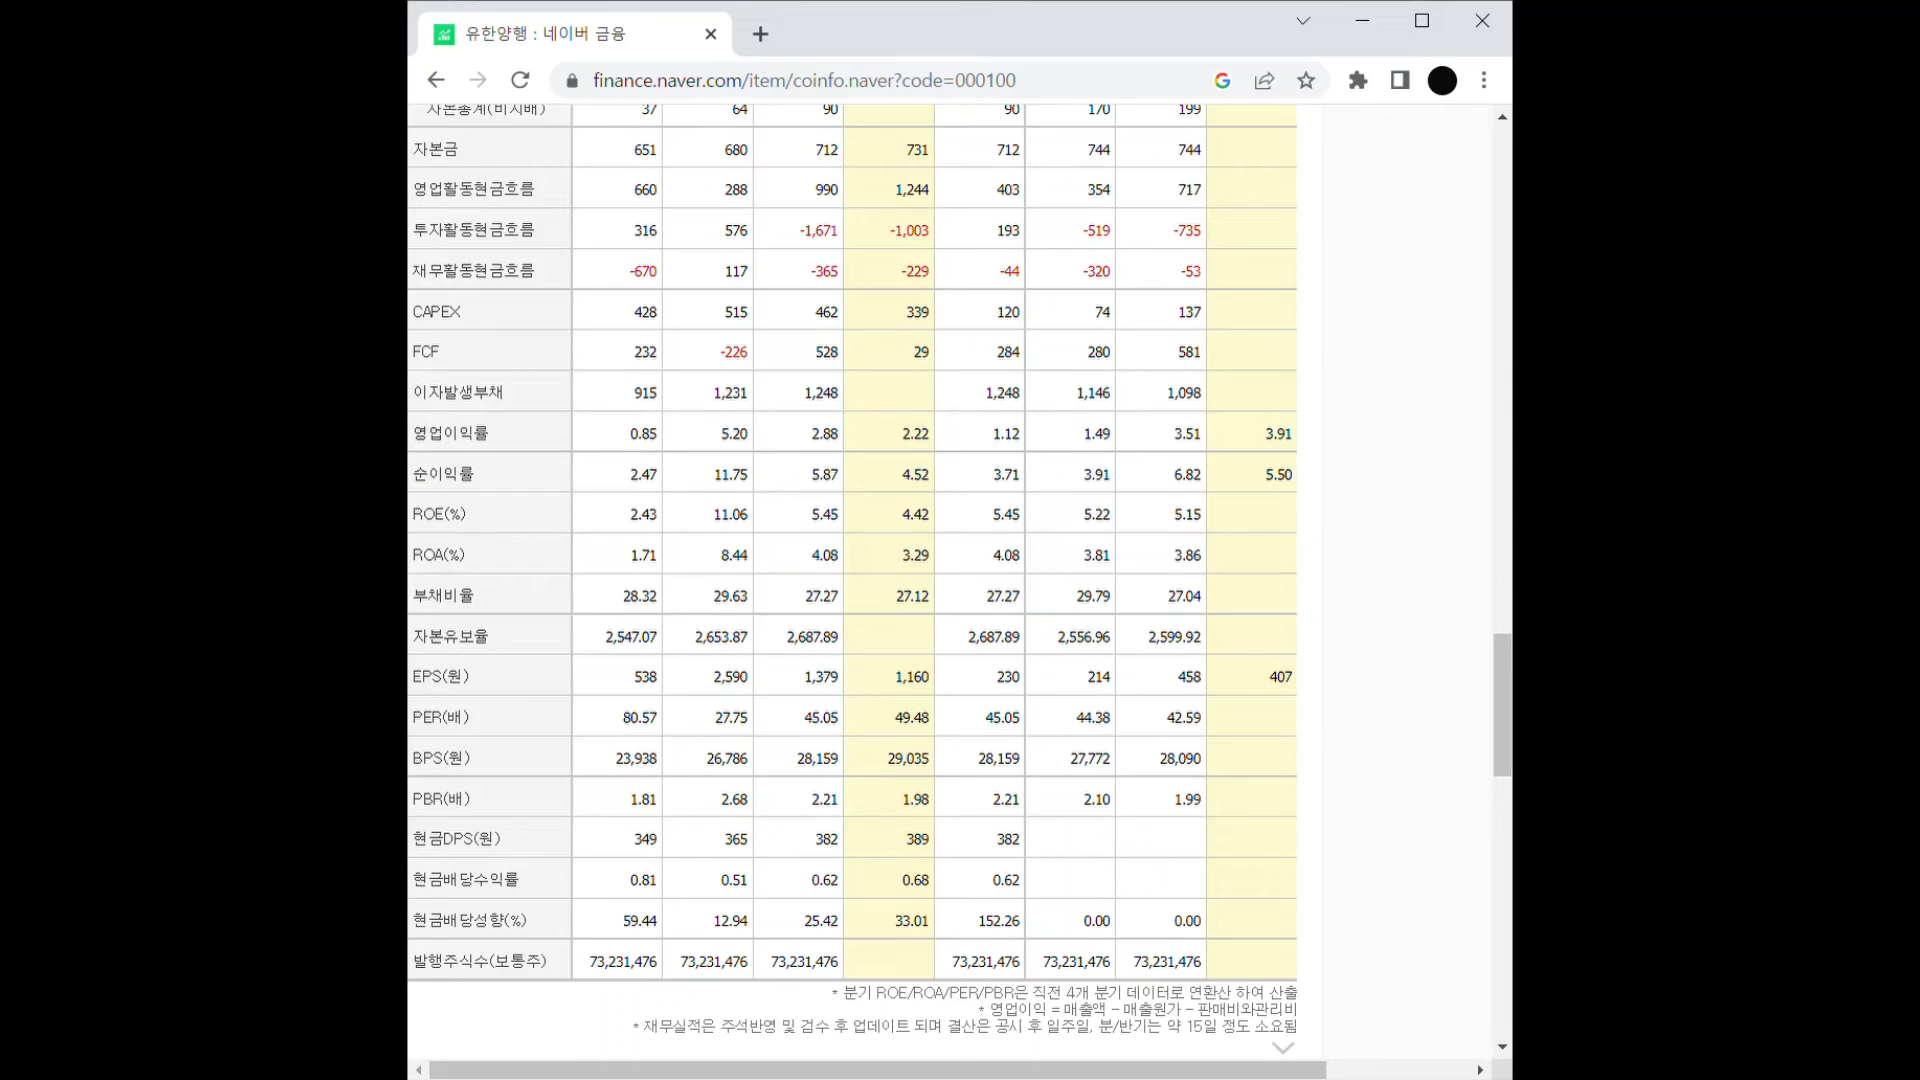 유한양행 : 네이버 금융
finance.naver.com/item/coinfo.naver?code=000100
자본총계(비지배) 37 64 90 90 170 199
자본금 651 680 712 731 712 744 744
영업활동현금흐름 660 288 990 1,244 403 354 717
투자활동현금흐름 316 576 -1,671 -1,003 193 -519 -735
재무활동현금흐름 -670 117 -365 -229 -44 -320 -53
CAPEX 428 515 462 339 120 74 137
FCF 232 -226 528 29 284 280 581
이자발생부채 915 1,231 1,248 1,248 1,146 1,098
영업이익률 0.85 5.20 2.88 2.22 1.12 1.49 3.51 3.91
순이익률 2.47 11.75 5.87 4.52 3.71 3.91 6.82 5.50
ROE(%) 2.43 11.06 5.45 4.42 5.45 5.22 5.15
ROA(%) 1.71 8.44 4.08 3.29 4.08 3.81 3.86
부채비율 28.32 29.63 27.27 27.12 27.27 29.79 27.04
자본유보율 2,547.07 2,653.87 2,687.89 2,687.89 2,556.96 2,599.92
EPS(원) 538 2,590 1,379 1,160 230 214 458 407
PER(배) 80.57 27.75 45.05 49.48 45.05 44.38 42.59
BPS(원) 23,938 26,786 28,159 29,035 28,159 27,772 28,090
PBR(배) 1.81 2.68 2.21 1.98 2.21 2.10 1.99
현금DPS(원) 349 365 382 389 382
현금배당수익률 0.81 0.51 0.62 0.68 0.62
현금배당성향(%) 59.44 12.94 25.42 33.01 152.26 0.00 0.00
발행주식수(보통주) 73,231,476 73,231,476 73,231,476 73,231,476 73,231,476 73,231,476
* 분기 ROE/ROA/PER/PBR은 직전 4개 분기 데이터로 연환산 하여 산출
* 영업이익 = 매출액 - 매출원가 - 판매비와관리비
* 재무실적은 주석반영 및 검수 후 업데이트 되며 결산은 공시 후 일주일, 분/반기는 약 15일 정도 소요됨